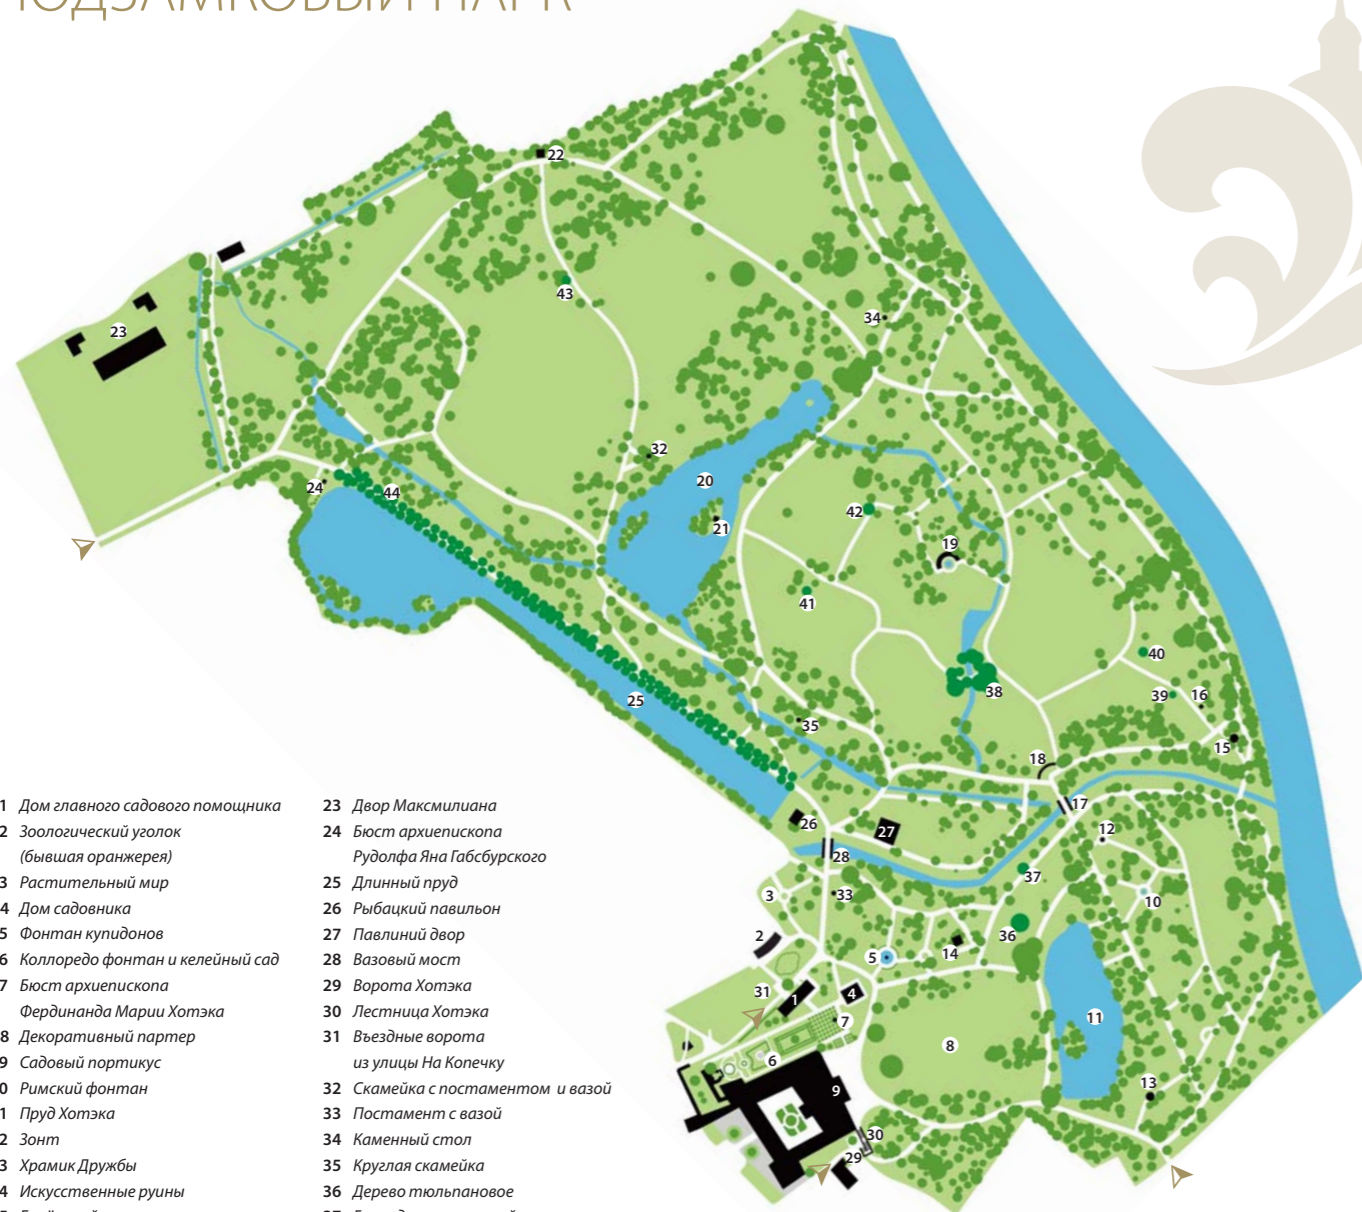 ПОДЗАМКОВЫЙ ПАРК
22
23
43
34
32
20
24
44
21
42
19
41
40
39
16
38
25
35
15
18
17
26
27
12
28
37
3
33
10
36
2
14
5
31
1
4
7
11
8
6
9
13
30
29
1 Дом главного садового помощника
2 Зоологический уголок
(бывшая оранжерея)
3 Растительный мир
4 Дом садовника
5 Фонтан купидонов
6 Коллоредо фонтан и келейный сад
7 Бюст архиепископа
Фердинанда Марии Хотэка
8 Декоративный партер
9 Садовый портикус
0 Римский фонтан
1 Пруд Хотэка
2 Зонт
3 Храмик Дружбы
4 Искусственные руины
23 Двор Максмилиана
24 Бюст архиепископа
Рудолфа Яна Габсбурского
25 Длинный пруд
26 Рыбацкий павильон
27 Павлиний двор
28 Вазовый мост
29 Ворота Хотэка
30 Лестница Хотэка
31 Въездные ворота
из улицы На Копечку
32 Скамейка с постаментом и вазой
33 Постамент с вазой
34 Каменный стол
35 Круглая скамейка
36 Дерево тюльпановое